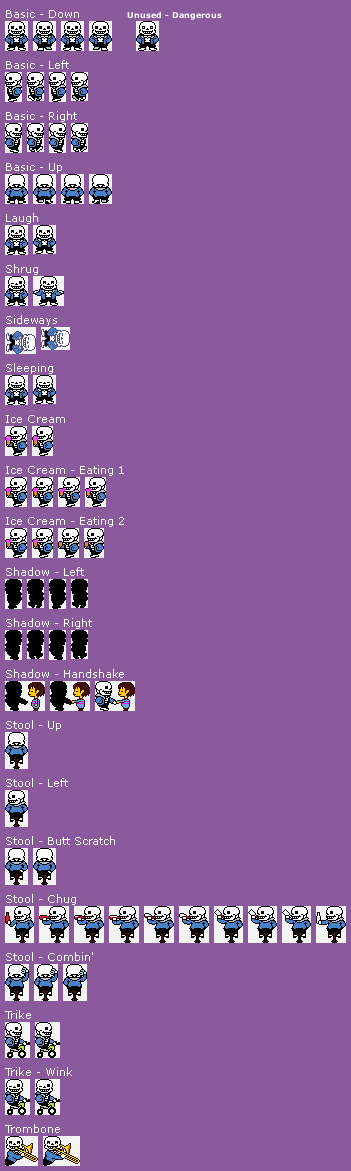 Basic - Down
Unused - Dangerous
Basic - Left
Basic - Right
Basic - Up
Laugh
Shrug
Sideways
Sleeping
Ice Cream
Ice Cream - Eating 1
Ice Cream - Eating 2
Shadow - Left
Shadow - Right
Shadow - Handshake
Stool - Up
Stool - Left
Stool - Butt Scratch
Stool - Chug
Stool - Combin'
Trike
Trike - Wink
Trombone